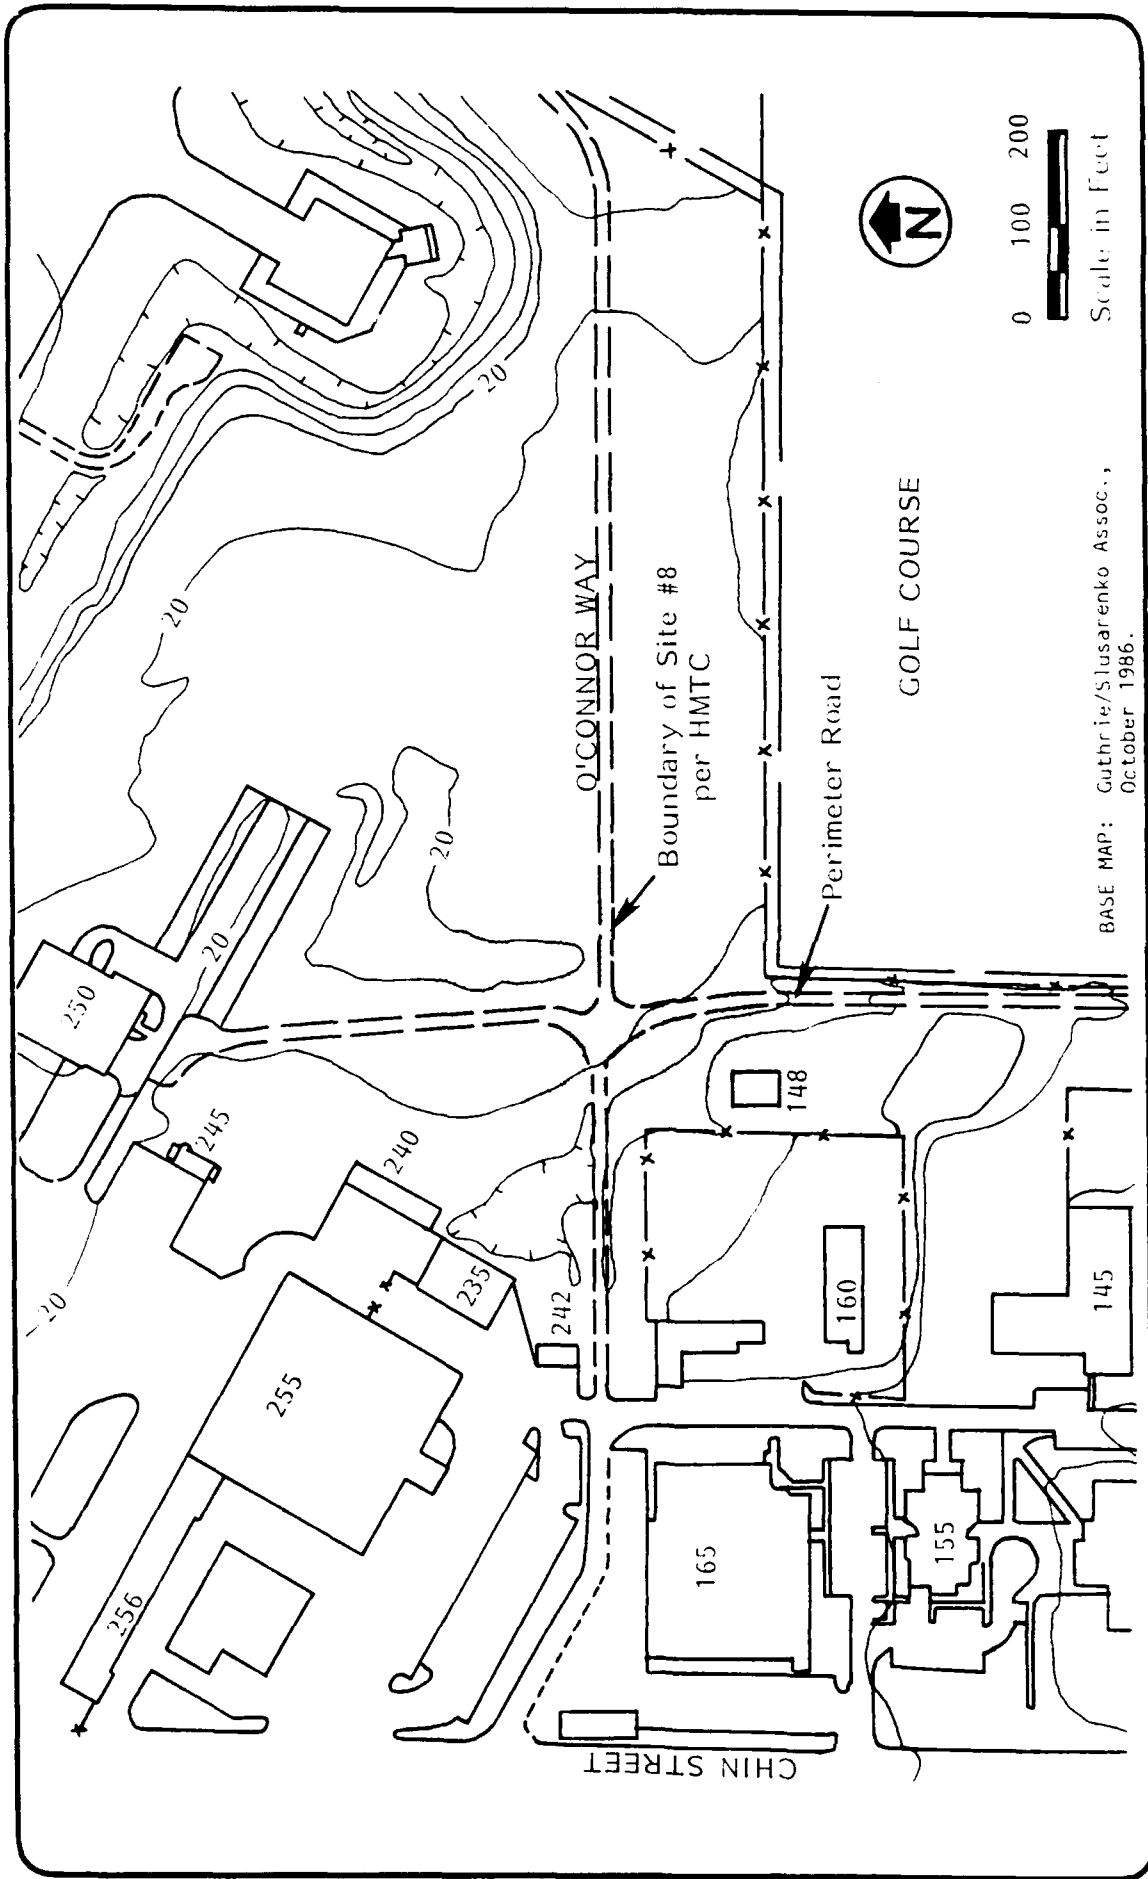 250
20
20
20
20
20
245
240
255
235
242
256
O'CONNOR WAY
Boundary of Site #8
per HMTC
Perimeter Road
GOLF COURSE
148
160
145
165
155
CHIN STREET
N
0 100 200
Scale in Feet
BASE MAP: Guthrie/Slusarenko Assoc.,
October 1986.